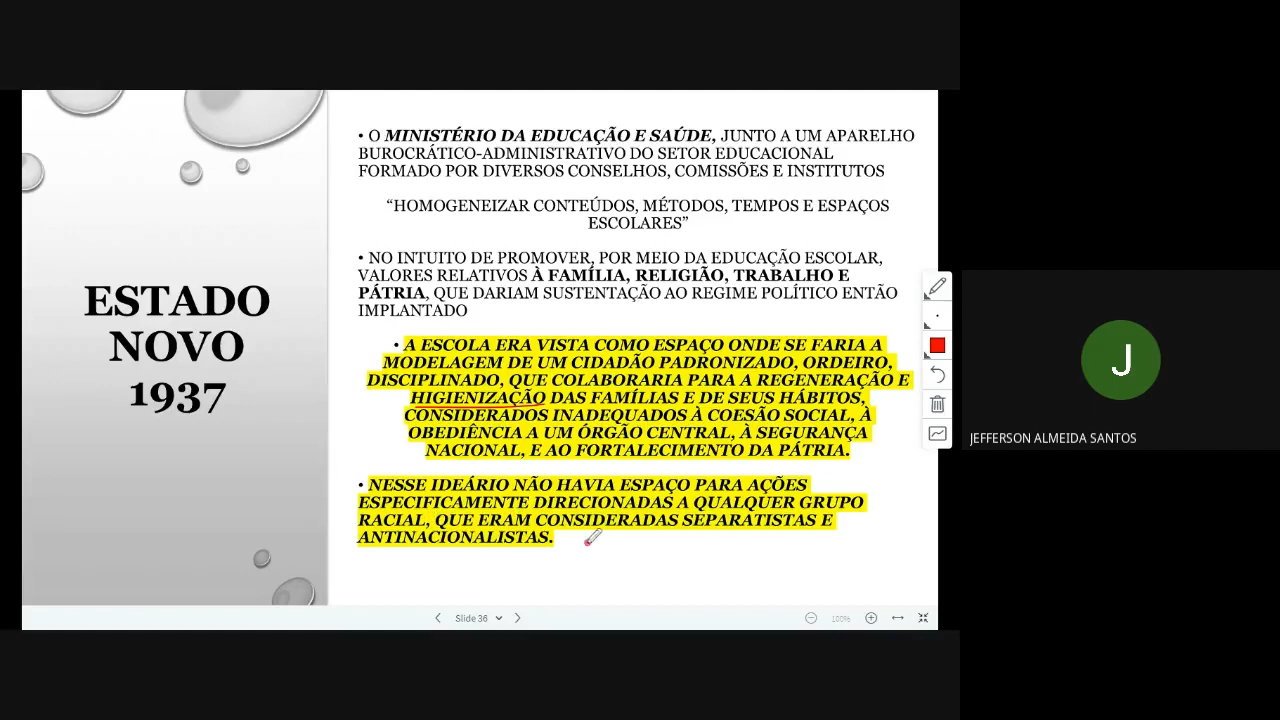 ESTADO
NOVO
1937
• O MINISTÉRIO DA EDUCAÇÃO E SAÚDE, JUNTO A UM APARELHO
BUROCRÁTICO-ADMINISTRATIVO DO SETOR EDUCACIONAL
FORMADO POR DIVERSOS CONSELHOS, COMISSÕES E INSTITUTOS
“HOMOGENEIZAR CONTEÚDOS, MÉTODOS, TEMPOS E ESPAÇOS
ESCOLARES”
• NO INTUITO DE PROMOVER, POR MEIO DA EDUCAÇÃO ESCOLAR,
VALORES RELATIVOS À FAMÍLIA, RELIGIÃO, TRABALHO E
PÁTRIA, QUE DARIAM SUSTENTAÇÃO AO REGIME POLÍTICO ENTÃO
IMPLANTADO
• A ESCOLA ERA VISTA COMO ESPAÇO ONDE SE FARIA A
MODELAGEM DE UM CIDADÃO PADRONIZADO, ORDEIRO,
DISCIPLINADO, QUE COLABORARIA PARA A REGENERAÇÃO E
HIGIENIZAÇÃO DAS FAMÍLIAS E DE SEUS HÁBITOS,
CONSIDERADOS INADEQUADOS À COESÃO SOCIAL, À
OBEDIÊNCIA A UM ÓRGÃO CENTRAL, À SEGURANÇA
NACIONAL, E AO FORTALECIMENTO DA PÁTRIA.
• NESSE IDEÁRIO NÃO HAVIA ESPAÇO PARA AÇÕES
ESPECIFICAMENTE DIRECIONADAS A QUALQUER GRUPO
RACIAL, QUE ERAM CONSIDERADAS SEPARATISTAS E
ANTINACIONALISTAS.
Slide 36
100%
J
JEFFERSON ALMEIDA SANTOS